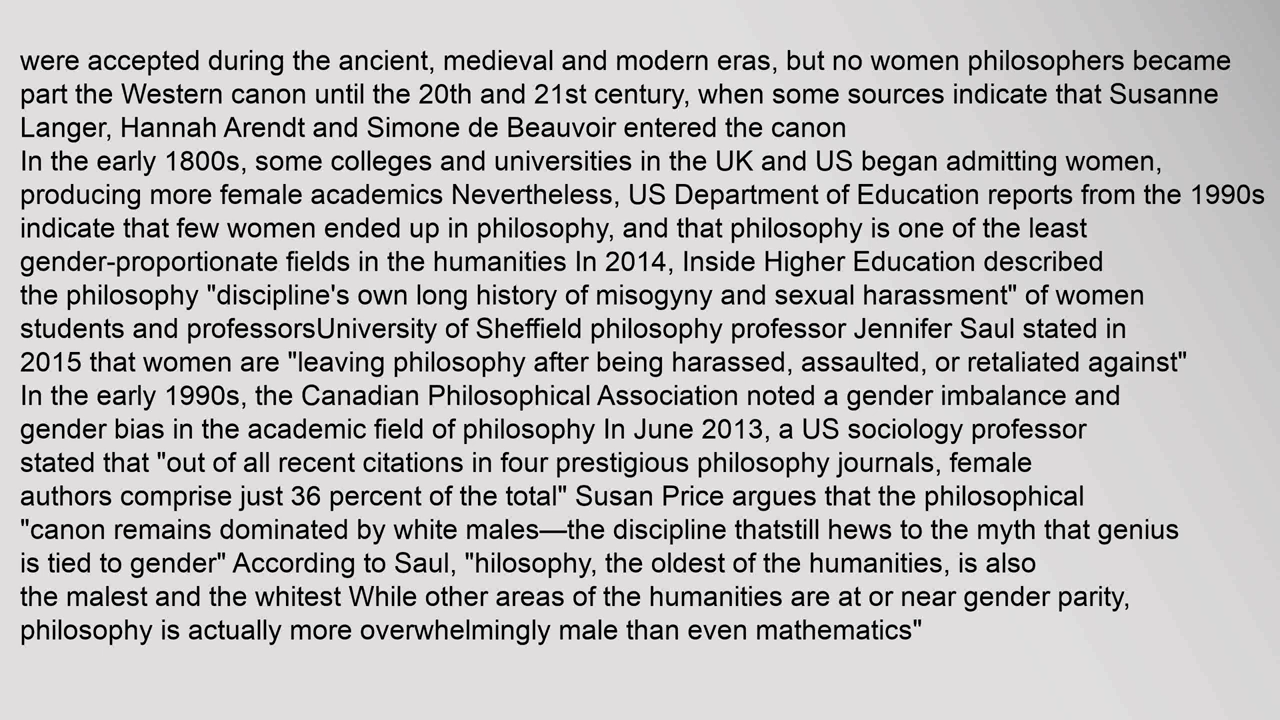 were accepted during the ancient, medieval and modern eras, but no women philosophers became
part the Western canon until the 20th and 21st century, when some sources indicate that Susanne
Langer, Hannah Arendt and Simone de Beauvoir entered the canon
In the early 1800s, some colleges and universities in the UK and US began admitting women,
producing more female academics Nevertheless, US Department of Education reports from the 1990s
indicate that few women ended up in philosophy, and that philosophy is one of the least
gender-proportionate fields in the humanities In 2014, Inside Higher Education described
the philosophy "discipline's own long history of misogyny and sexual harassment" of women
students and professorsUniversity of Sheffield philosophy professor Jennifer Saul stated in
2015 that women are "leaving philosophy after being harassed, assaulted, or retaliated against"
In the early 1990s, the Canadian Philosophical Association noted a gender imbalance and
gender bias in the academic field of philosophy In June 2013, a US sociology professor
stated that "out of all recent citations in four prestigious philosophy journals, female
authors comprise just 36 percent of the total" Susan Price argues that the philosophical
"canon remains dominated by white males—the discipline thatstill hews to the myth that genius
is tied to gender" According to Saul, "hilosophy, the oldest of the humanities, is also
the malest and the whitest While other areas of the humanities are at or near gender parity,
philosophy is actually more overwhelmingly male than even mathematics"